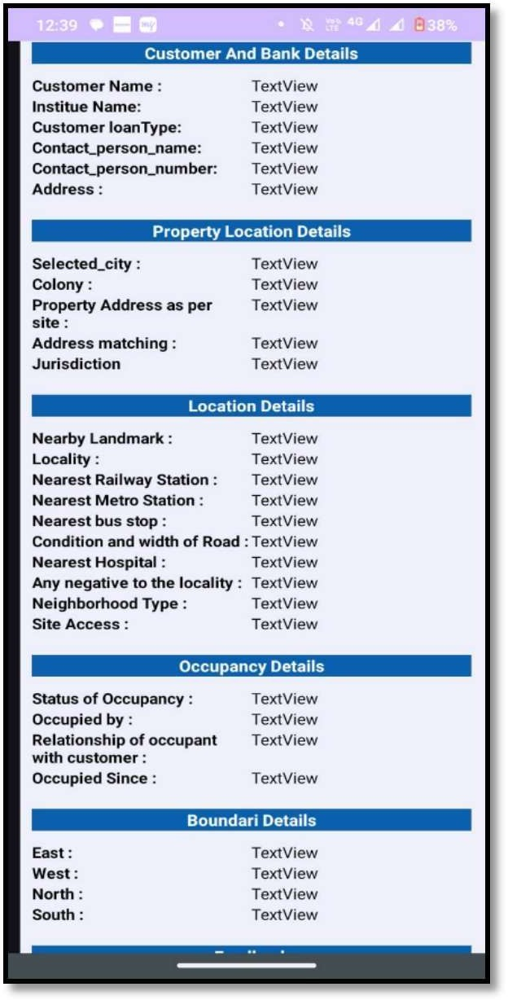 12:39 4G 38%
Customer And Bank Details
Customer Name : TextView
Institue Name: TextView
Customer loanType: TextView
Contact_person_name: TextView
Contact_person_number: TextView
Address : TextView
Property Location Details
Selected_city : TextView
Colony : TextView
Property Address as per TextView
site :
Address matching : TextView
Jurisdiction TextView
Location Details
Nearby Landmark : TextView
Locality : TextView
Nearest Railway Station : TextView
Nearest Metro Station : TextView
Nearest bus stop : TextView
Condition and width of Road : TextView
Nearest Hospital : TextView
Any negative to the locality : TextView
Neighborhood Type : TextView
Site Access : TextView
Occupancy Details
Status of Occupancy : TextView
Occupied by : TextView
Relationship of occupant TextView
with customer :
Occupied Since : TextView
Boundari Details
East : TextView
West : TextView
North : TextView
South : TextView